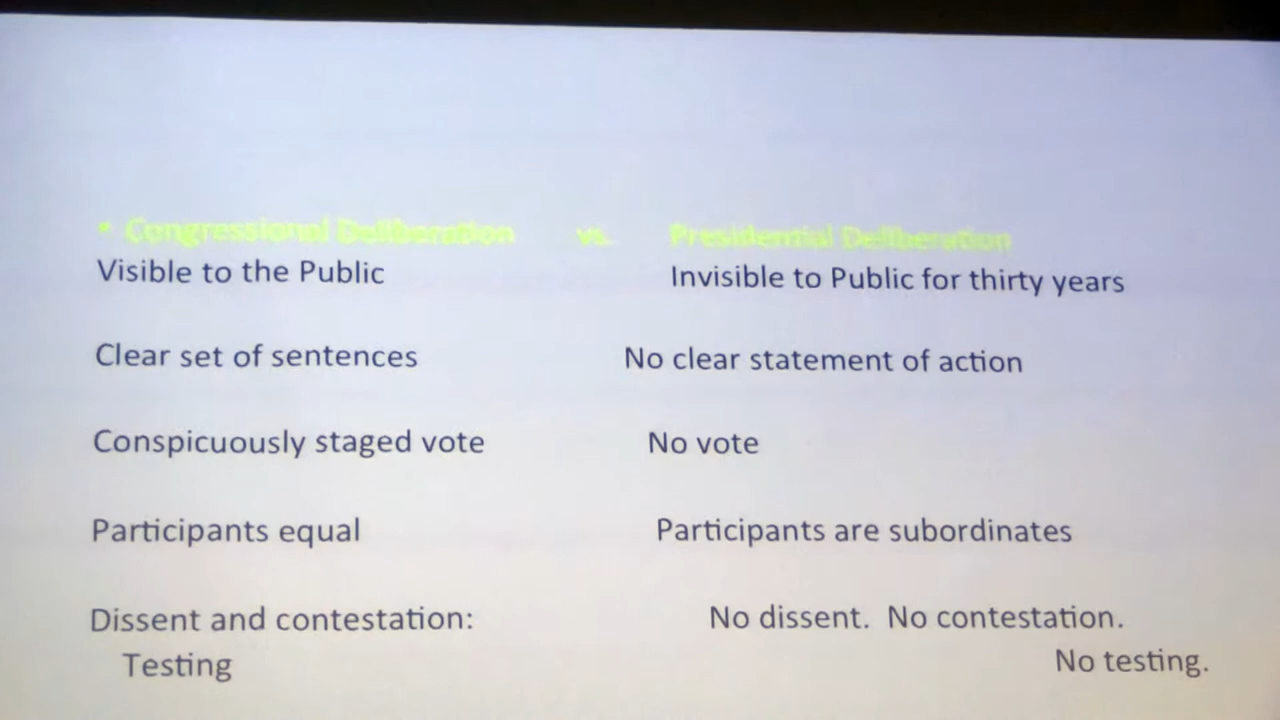 • Congressional Deliberation vs. Presidential Deliberation
Visible to the Public Invisible to Public for thirty years
Clear set of sentences No clear statement of action
Conspicuously staged vote No vote
Participants equal Participants are subordinates
Dissent and contestation: No dissent. No contestation.
Testing No testing.